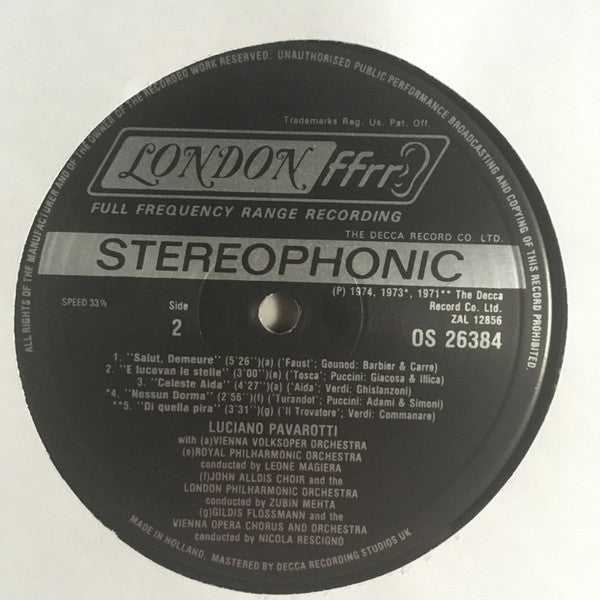 ALL RIGHTS OF THE MANUFACTURER AND OF THE OWNER OF THE RECORDED WORK RESERVED. UNAUTHORISED PUBLIC PERFORMANCE BROADCASTING AND COPYING OF THIS RECORD PROHIBITED.
Trademarks Reg. Us. Pat. Off.
LONDON ffrr
FULL FREQUENCY RANGE RECORDING
THE DECCA RECORD CO. LTD.
STEREOPHONIC
SPEED 33⅓
Side
2
(P) 1974, 1973*, 1971** The Decca
Record Co. Ltd.
ZAL 12856
OS 26384
1. "Salut, Demeure" (5'26")(a) ('Faust'; Gounod: Barbier & Carre)
2. "E lucevan le stelle" (3'00")(e) ('Tosca'; Puccini: Giacosa & Illica)
3. "Celeste Aida" (4'27")(a) ('Aida'; Verdi: Ghislanzoni)
*4. "Nessun Dorma" (2'56")(f) ('Turandot'; Puccini: Adami & Simoni)
**5. "Di quella pira" (3'31")(g) ('Il Trovatore'; Verdi: Commanare)
LUCIANO PAVAROTTI
with (a)VIENNA VOLKSOPER ORCHESTRA
(e)ROYAL PHILHARMONIC ORCHESTRA
conducted by LEONE MAGIERA
(f)JOHN ALLDIS CHOIR and the
LONDON PHILHARMONIC ORCHESTRA
conducted by ZUBIN MEHTA
(g)GILDIS FLOSSMANN and the
VIENNA OPERA CHORUS AND ORCHESTRA
conducted by NICOLA RESCIGNO
MADE IN HOLLAND. MASTERED BY DECCA RECORDING STUDIOS UK